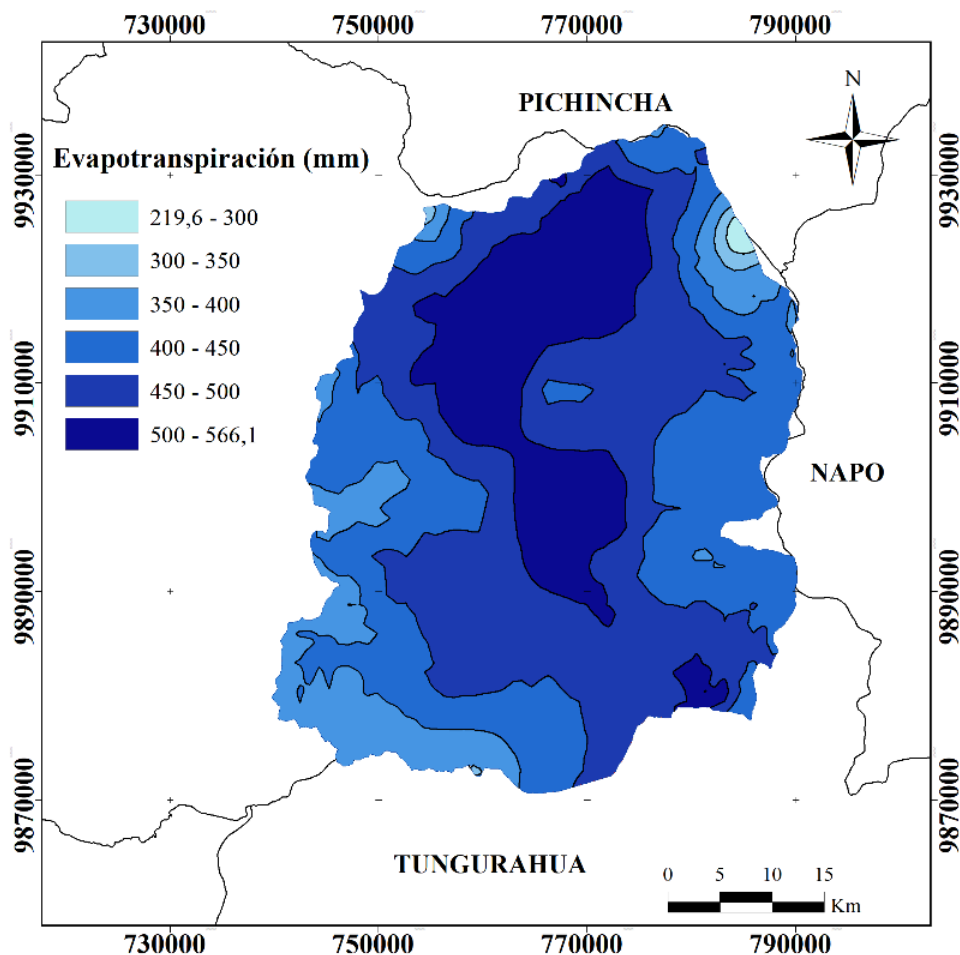 730000 750000 770000 790000
PICHINCHA
N
Evapotranspiración (mm)
219,6 - 300
300 - 350
350 - 400
400 - 450
450 - 500
500 - 566,1
9930000 9930000
9910000 9910000
NAPO
9890000 9890000
9870000 9870000
TUNGURAHUA
0 5 10 15
Km
730000 750000 770000 790000